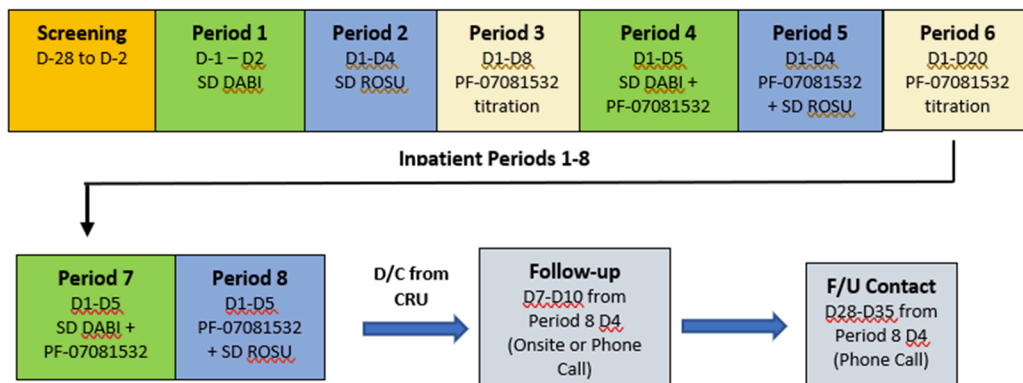 Screening
D-28 to D-2
Period 1
D-1 – D2
SD DABI
Period 2
D1-D4
SD ROSU
Period 3
D1-D8
PF-07081532
titration
Period 4
D1-D5
SD DABI +
PF-07081532
Period 5
D1-D4
PF-07081532
+ SD ROSU
Period 6
D1-D20
PF-07081532
titration
Inpatient Periods 1-8
Period 7
D1-D5
SD DABI +
PF-07081532
Period 8
D1-D5
PF-07081532
+ SD ROSU
D/C from
CRU
Follow-up
D7-D10 from
Period 8 D4
(Onsite or Phone
Call)
F/U Contact
D28-D35 from
Period 8 D4
(Phone Call)